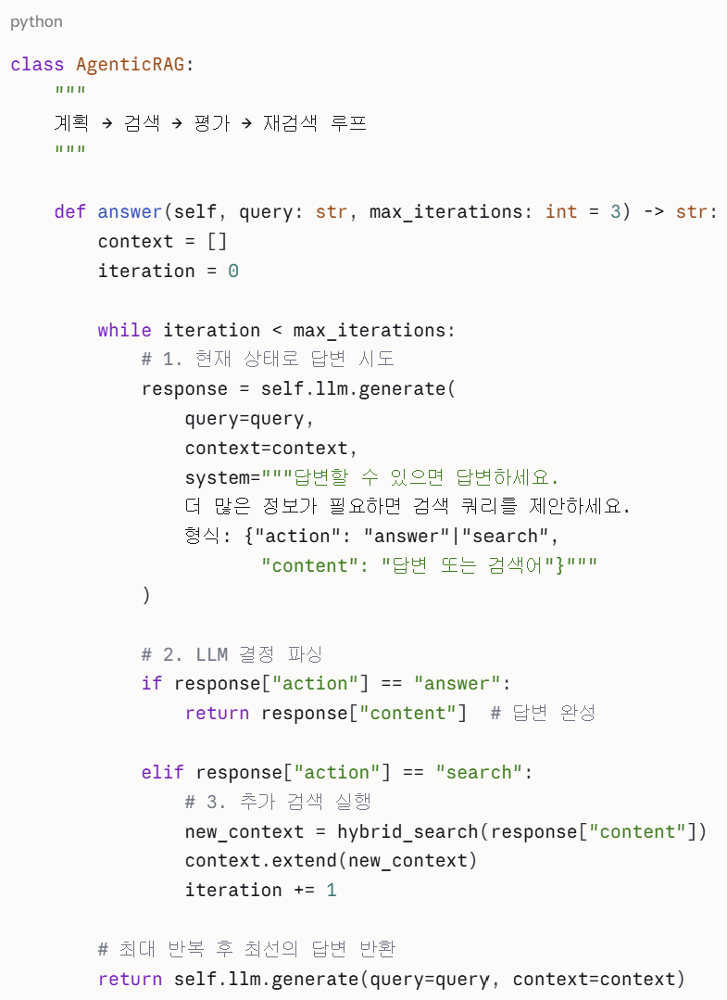 python
class AgenticRAG:
    """
    계획 → 검색 → 평가 → 재검색 루프
    """
    def answer(self, query: str, max_iterations: int = 3) -> str:
        context = []
        iteration = 0
        while iteration < max_iterations:
            # 1. 현재 상태로 답변 시도
            response = self.llm.generate(
                query=query,
                context=context,
                system="""답변할 수 있으면 답변하세요.
                더 많은 정보가 필요하면 검색 쿼리를 제안하세요.
                형식: {"action": "answer"|"search",
                       "content": "답변 또는 검색어"}"""
            )
            # 2. LLM 결정 파싱
            if response["action"] == "answer":
                return response["content"]  # 답변 완성
            elif response["action"] == "search":
                # 3. 추가 검색 실행
                new_context = hybrid_search(response["content"])
                context.extend(new_context)
                iteration += 1
        # 최대 반복 후 최선의 답변 반환
        return self.llm.generate(query=query, context=context)